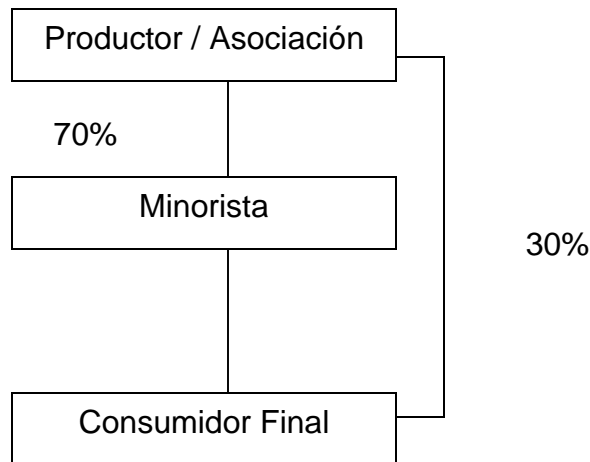 Productor / Asociación
70%
Minorista
30%
Consumidor Final